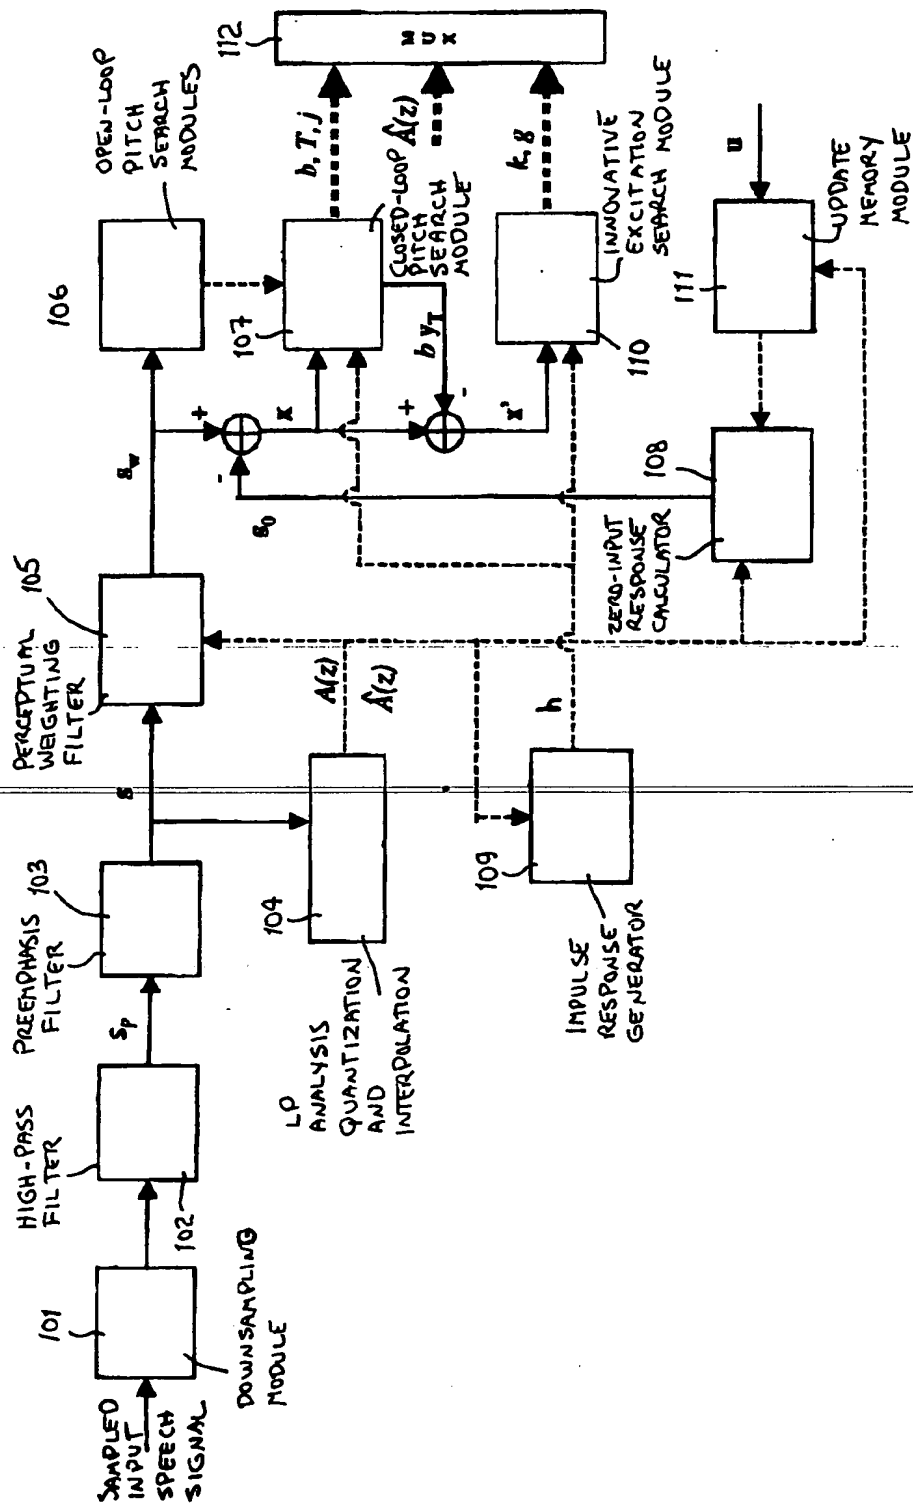 SAMPLED
INPUT
SPEECH
SIGNAL
101
DOWNSAMPLING
MODULE
HIGH-PASS
FILTER
102
Sp
PREEMPHASIS
FILTER
103
s
LP
ANALYSIS
QUANTIZATION
AND
INTERPOLATION
104
A(z)
Â(z)
PERCEPTUAL
WEIGHTING
FILTER
105
sw
IMPULSE
RESPONSE
GENERATOR
109
h
OPEN-LOOP
PITCH
SEARCH
MODULES
106
+
-
x
s0
107
CLOSED-LOOP
PITCH
SEARCH
MODULE
b yT
+
-
x'
110
INNOVATIVE
EXCITATION
SEARCH MODULE
ZERO-INPUT
RESPONSE
CALCULATOR
108
111
UPDATE
MEMORY
MODULE
u
b, T, j
Â(z)
k, g
112
MUX